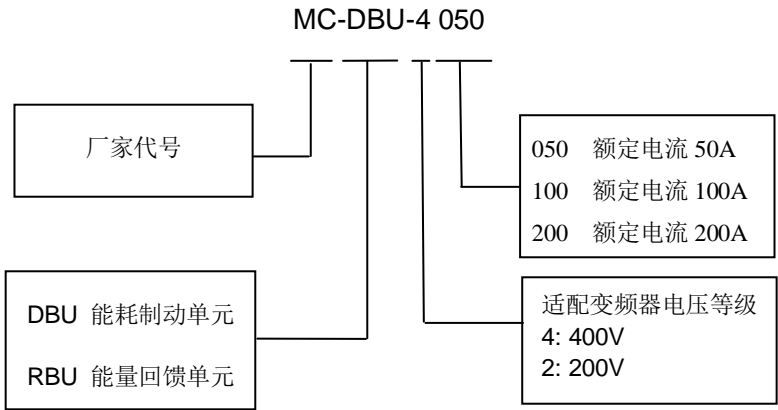 MC-DBU-4 050
厂家代号
050 额定电流 50A
100 额定电流 100A
200 额定电流 200A
DBU 能耗制动单元
RBU 能量回馈单元
适配变频器电压等级
4: 400V
2: 200V